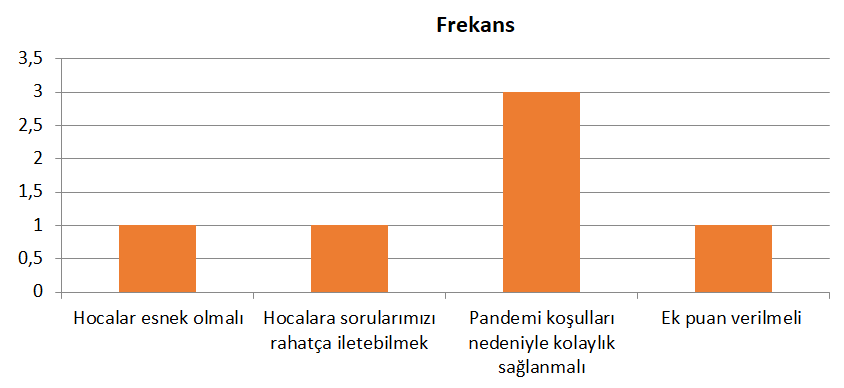 Frekans
3,5
3
2,5
2
1,5
1
0,5
0
Hocalar esnek olmalı
Hocalara sorularımızı
rahatça iletebilmek
Pandemi koşulları
nedeniyle kolaylık
sağlanmalı
Ek puan verilmeli